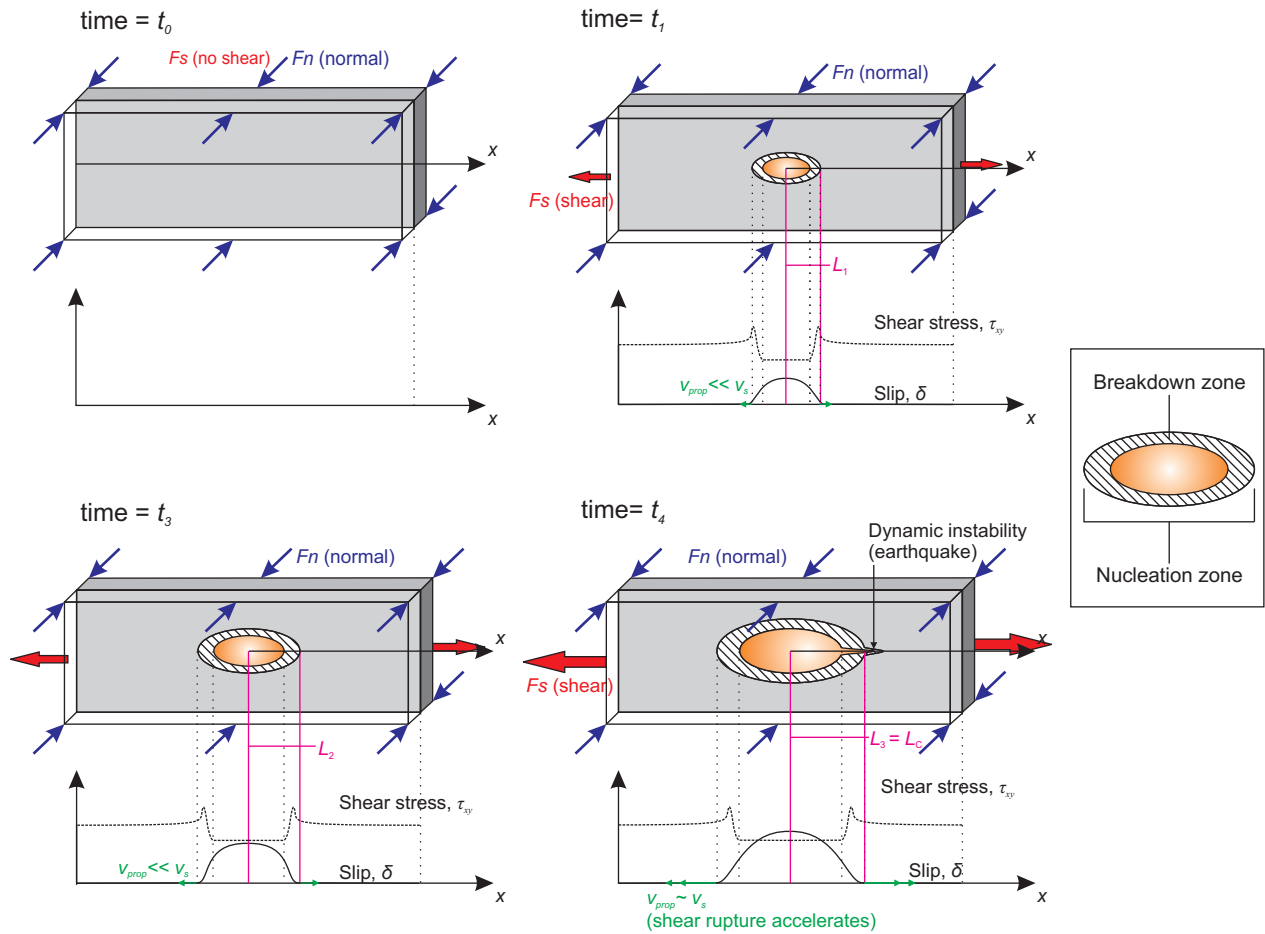 time = t₀
Fs (no shear)
Fn (normal)
x
x
time= t₁
Fn (normal)
x
Fs (shear)
L₁
Shear stress, τxy
vprop<< vs
Slip, δ
x
Breakdown zone
Nucleation zone
time = t₃
Fn (normal)
x
L₂
Shear stress, τxy
vprop<< vs
Slip, δ
x
time= t₄
Dynamic instability
(earthquake)
Fn (normal)
x
Fs (shear)
L₃ = LC
Shear stress, τxy
Slip, δ
x
vprop~ vs
(shear rupture accelerates)